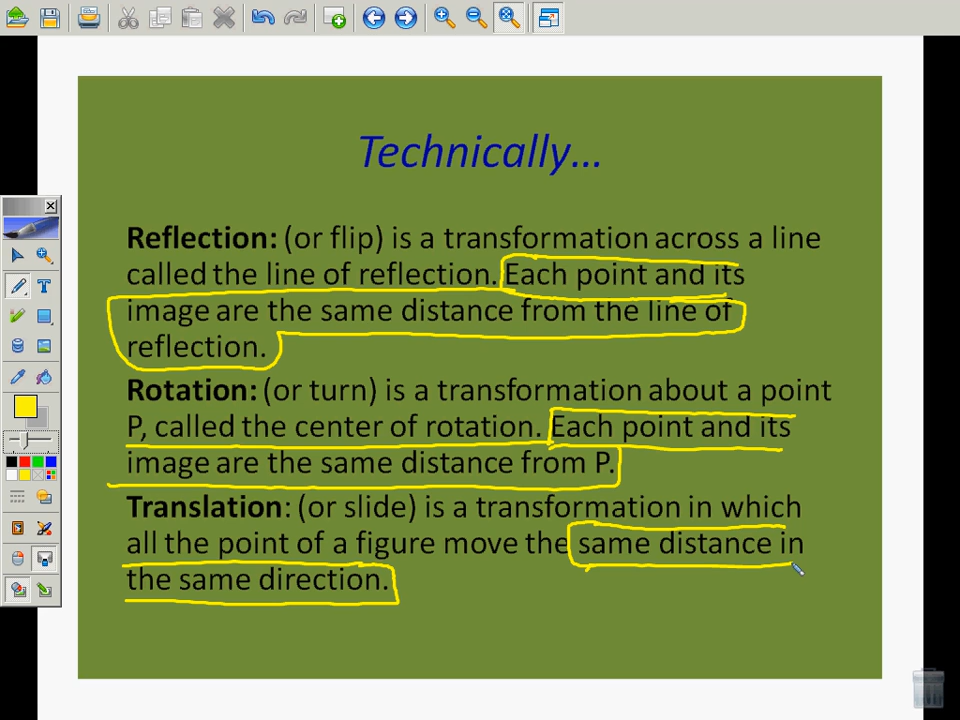 Technically...
Reflection: (or flip) is a transformation across a line
called the line of reflection. Each point and its
image are the same distance from the line of
reflection.
Rotation: (or turn) is a transformation about a point
P, called the center of rotation. Each point and its
image are the same distance from P.
Translation: (or slide) is a transformation in which
all the point of a figure move the same distance in
the same direction.